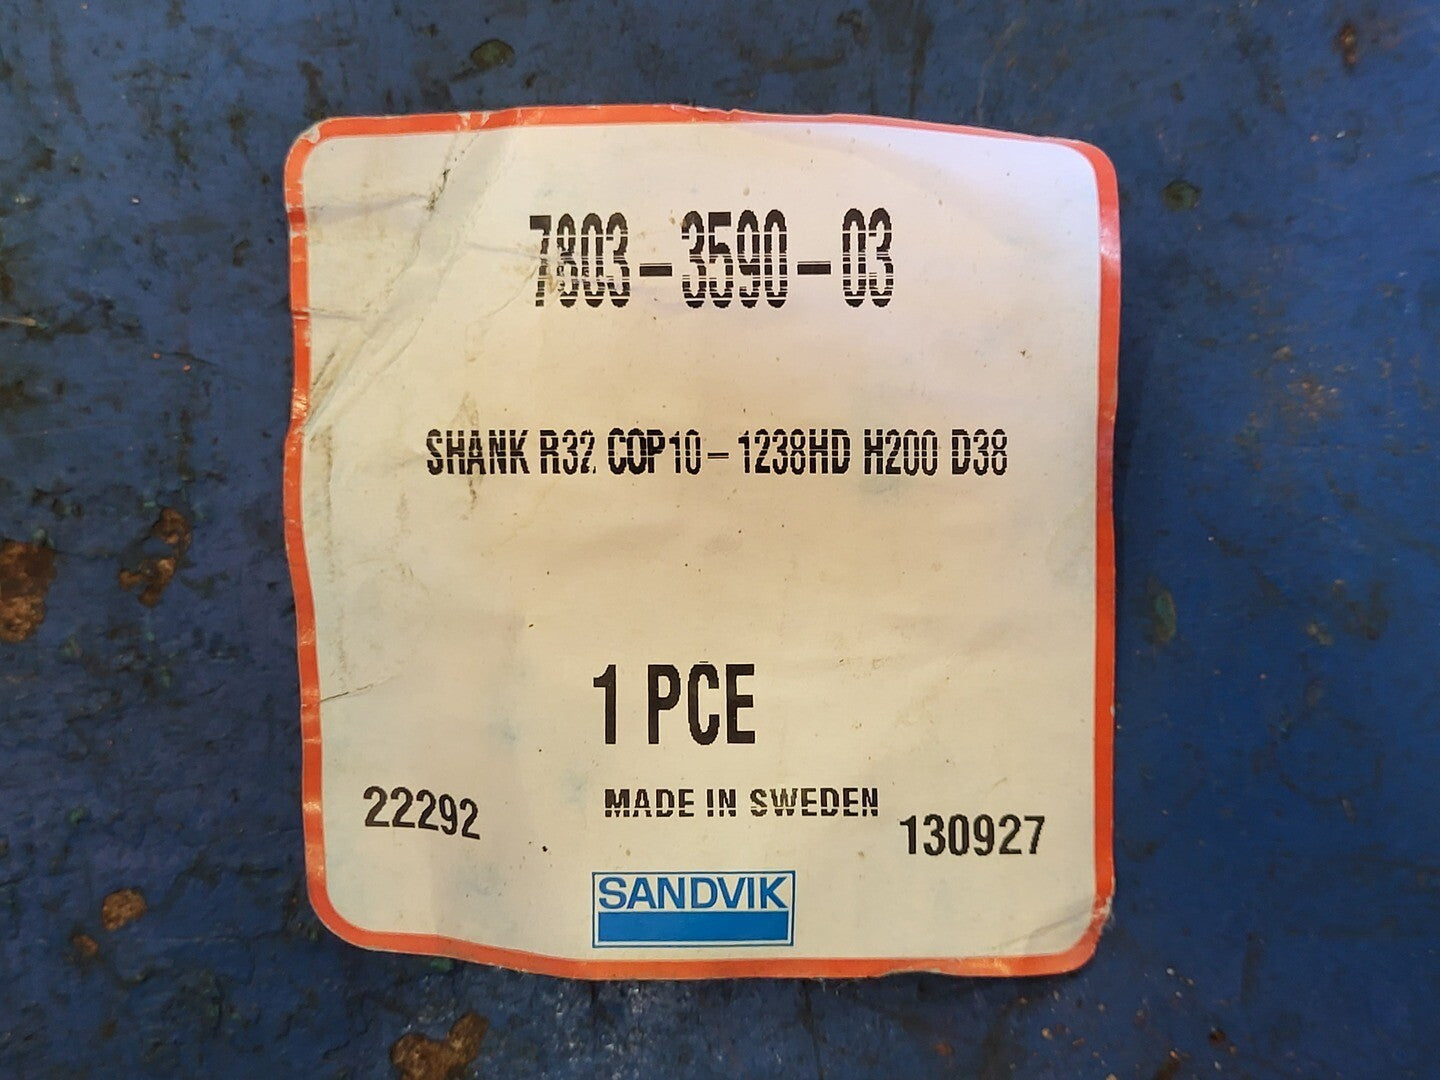 7803-3590-03
SHANK R32 COP10-1238HD H200 D38
1 PCE
22292
MADE IN SWEDEN
130927
SANDVIK